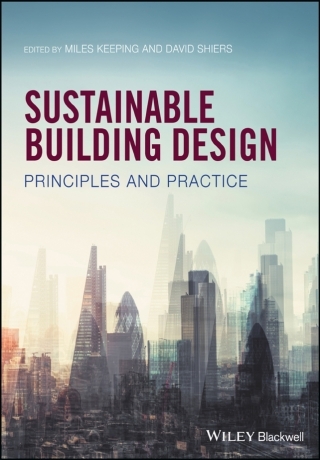 EDITED BY MILES KEEPING AND DAVID SHIERS
SUSTAINABLE
BUILDING DESIGN
PRINCIPLES AND PRACTICE
WILEY Blackwell